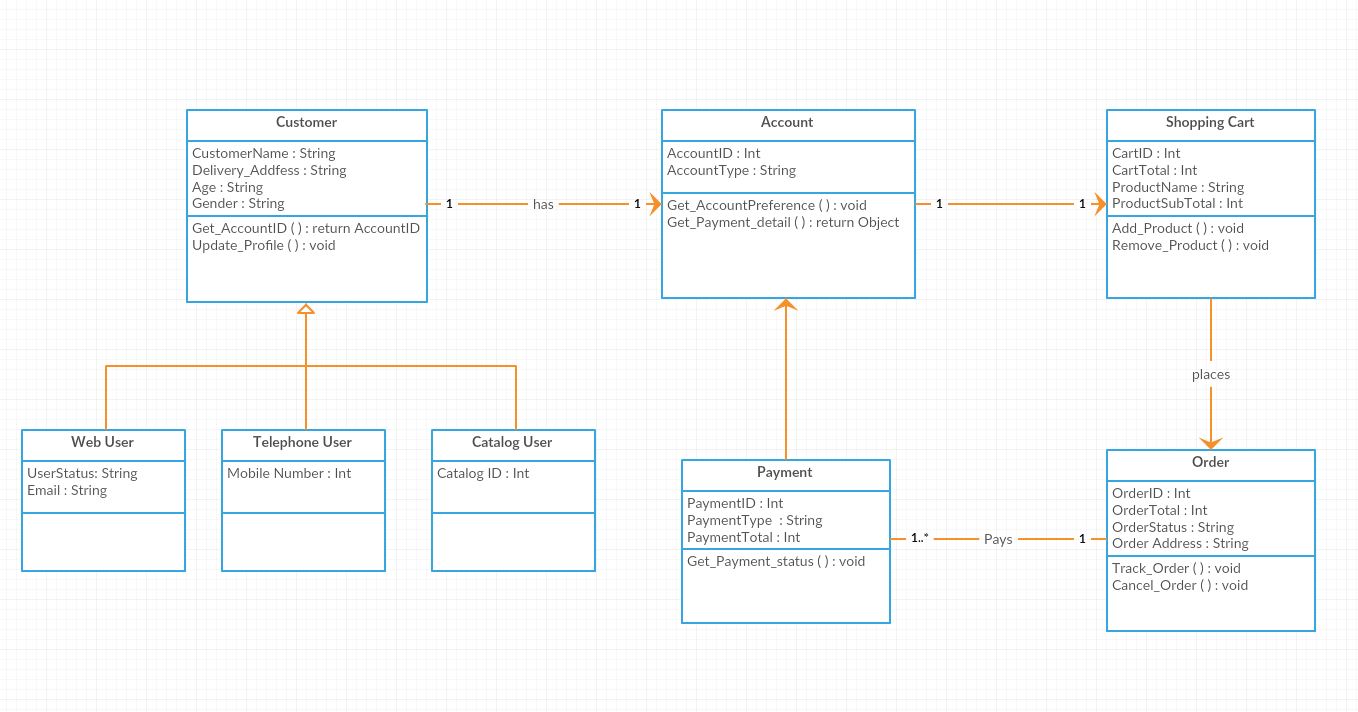 Customer
CustomerName : String
Delivery_Addfess : String
Age : String
Gender : String
Get_AccountID ( ) : return AccountID
Update_Profile ( ) : void
1
has
1
Account
AccountID : Int
AccountType : String
Get_AccountPreference ( ) : void
Get_Payment_detail ( ) : return Object
1
1
Shopping Cart
CartID : Int
CartTotal : Int
ProductName : String
ProductSubTotal : Int
Add_Product ( ) : void
Remove_Product ( ) : void
places
Web User
UserStatus: String
Email : String
Telephone User
Mobile Number : Int
Catalog User
Catalog ID : Int
Payment
PaymentID : Int
PaymentType  : String
PaymentTotal : Int
Get_Payment_status ( ) : void
1..*
Pays
1
Order
OrderID : Int
OrderTotal : Int
OrderStatus : String
Order Address : String
Track_Order ( ) : void
Cancel_Order ( ) : void